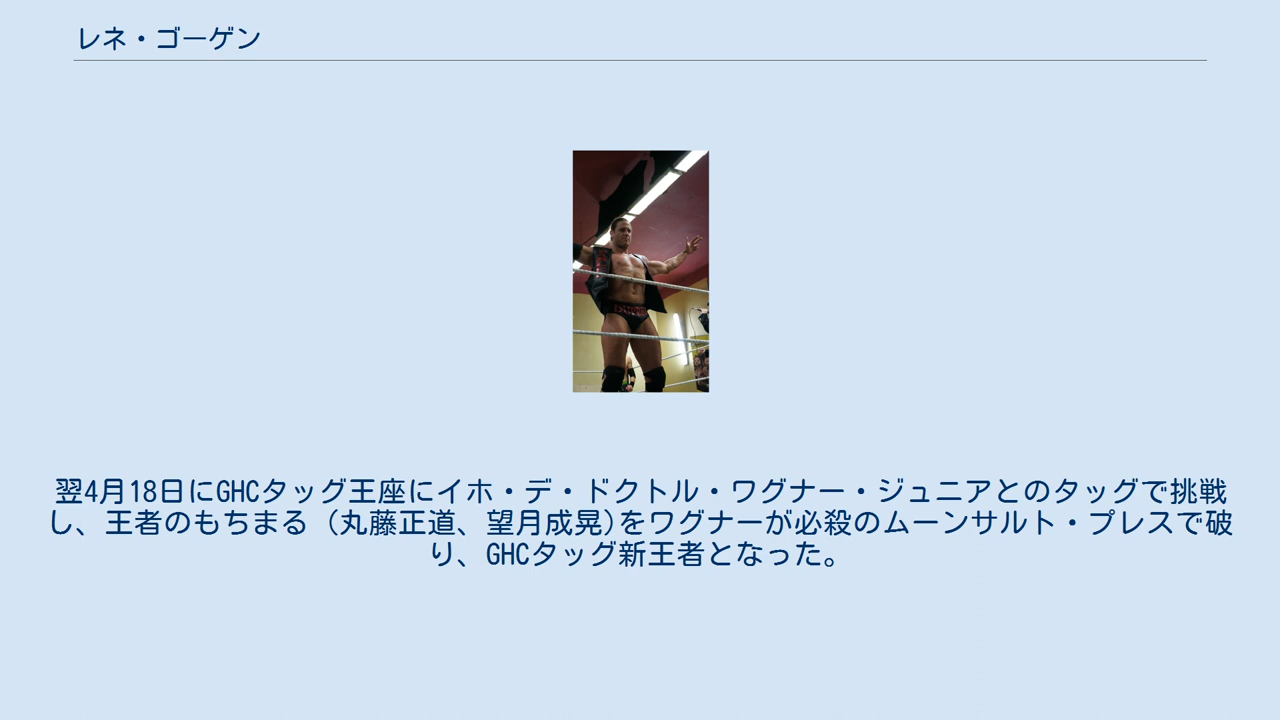 レネ・ゴーゲン
翌4月18日にGHCタッグ王座にイホ・デ・ドクトル・ワグナー・ジュニアとのタッグで挑戦
し、王者のもちまる (丸藤正道、望月成晃)をワグナーが必殺のムーンサルト・プレスで破
り、GHCタッグ新王者となった。